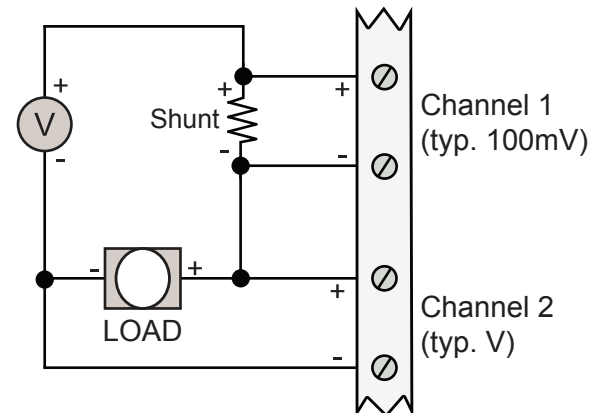 +
V
-
+
Shunt
-
+
-
Channel 1
(typ. 100mV)
-
+
LOAD
+
-
Channel 2
(typ. V)